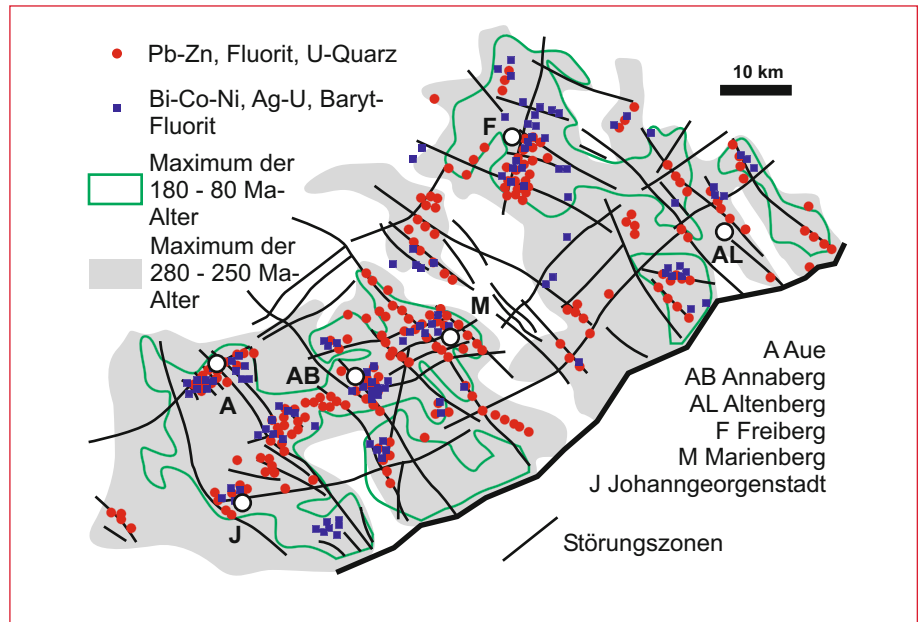 Pb-Zn, Fluorit, U-Quarz
Bi-Co-Ni, Ag-U, Baryt-
Fluorit
Maximum der
180 - 80 Ma-
Alter
Maximum der
280 - 250 Ma-
Alter
10 km
F
AL
M
AB
A
J
A Aue
AB Annaberg
AL Altenberg
F Freiberg
M Marienberg
J Johanngeorgenstadt
Störungszonen